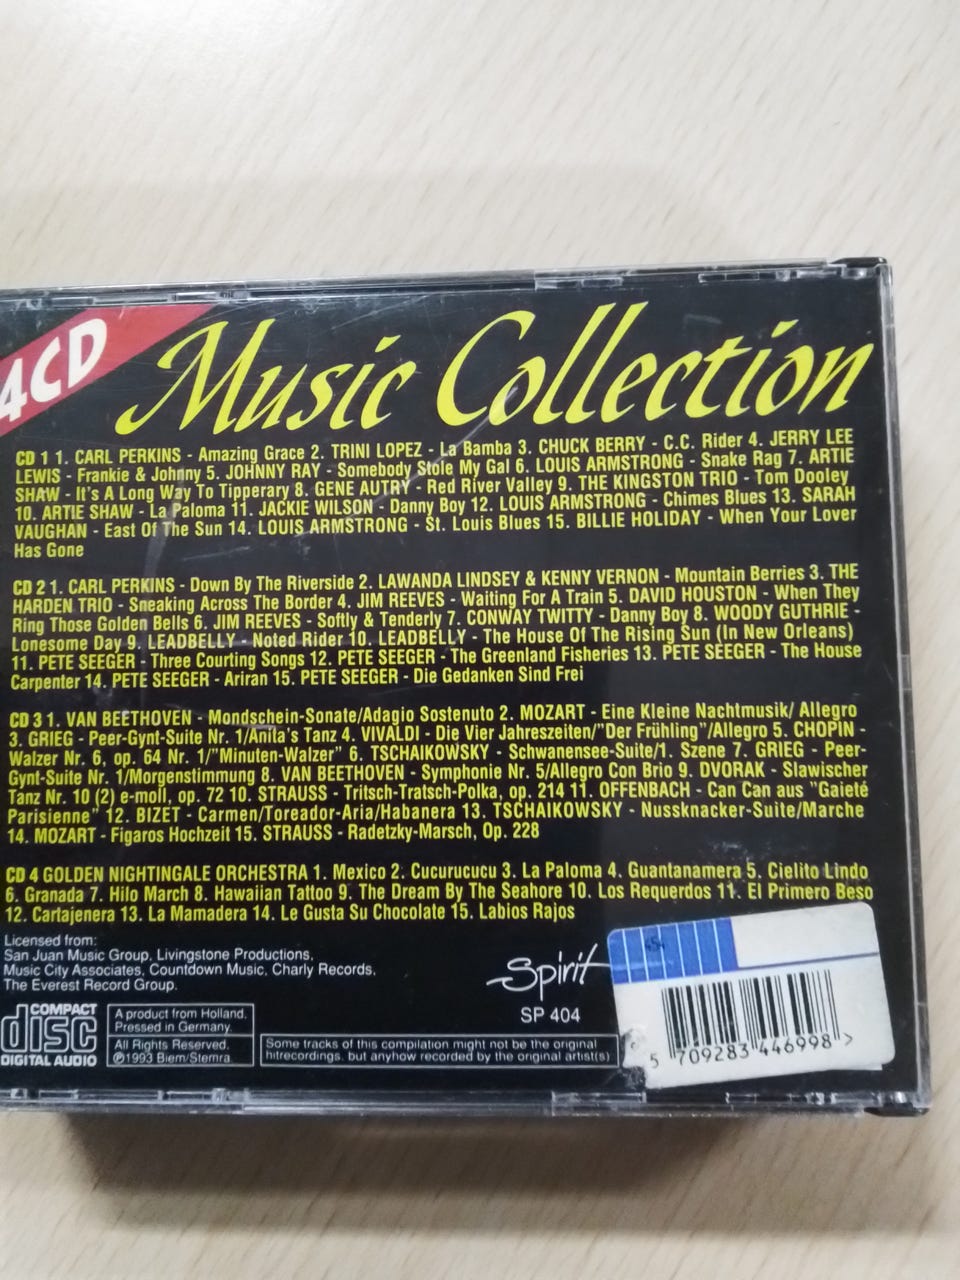 4CD
Music Collection
CD 1 1. CARL PERKINS - Amazing Grace 2. TRINI LOPEZ - La Bamba 3. CHUCK BERRY - C.C. Rider 4. JERRY LEE
LEWIS - Frankie & Johnny 5. JOHNNY RAY - Somebody Stole My Gal 6. LOUIS ARMSTRONG - Snake Rag 7. ARTIE
SHAW - It's A Long Way To Tipperary 8. GENE AUTRY - Red River Valley 9. THE KINGSTON TRIO - Tom Dooley
10. ARTIE SHAW - La Paloma 11. JACKIE WILSON - Danny Boy 12. LOUIS ARMSTRONG - Chimes Blues 13. SARAH
VAUGHAN - East Of The Sun 14. LOUIS ARMSTRONG - St. Louis Blues 15. BILLIE HOLIDAY - When Your Lover
Has Gone
CD 2 1. CARL PERKINS - Down By The Riverside 2. LAWANDA LINDSEY & KENNY VERNON - Mountain Berries 3. THE
HARDEN TRIO - Sneaking Across The Border 4. JIM REEVES - Waiting For A Train 5. DAVID HOUSTON - When They
Ring Those Golden Bells 6. JIM REEVES - Softly & Tenderly 7. CONWAY TWITTY - Danny Boy 8. WOODY GUTHRIE -
Lonesome Day 9. LEADBELLY - Noted Rider 10. LEADBELLY - The House Of The Rising Sun (In New Orleans)
11. PETE SEEGER - Three Courting Songs 12. PETE SEEGER - The Greenland Fisheries 13. PETE SEEGER - The House
Carpenter 14. PETE SEEGER - Ariran 15. PETE SEEGER - Die Gedanken Sind Frei
CD 3 1. VAN BEETHOVEN - Mondschein-Sonate/Adagio Sostenuto 2. MOZART - Eine Kleine Nachtmusik/ Allegro
3. GRIEG - Peer-Gynt-Suite Nr. 1/Anita's Tanz 4. VIVALDI - Die Vier Jahreszeiten/"Der Frühling"/Allegro 5. CHOPIN -
Walzer Nr. 6, op. 64 Nr. 1/"Minuten-Walzer" 6. TSCHAIKOWSKY - Schwanensee-Suite/1. Szene 7. GRIEG - Peer-
Gynt-Suite Nr. 1/Morgenstimmung 8. VAN BEETHOVEN - Symphonie Nr. 5/Allegro Con Brio 9. DVORAK - Slawischer
Tanz Nr. 10 (2) e-moll, op. 72 10. STRAUSS - Tritsch-Tratsch-Polka, op. 214 11. OFFENBACH - Can Can aus "Gaieté
Parisienne" 12. BIZET - Carmen/Toreador-Aria/Habanera 13. TSCHAIKOWSKY - Nussknacker-Suite/Marche
14. MOZART - Figaros Hochzeit 15. STRAUSS - Radetzky-Marsch, Op. 228
CD 4 GOLDEN NIGHTINGALE ORCHESTRA 1. Mexico 2. Cucurucucu 3. La Paloma 4. Guantanamera 5. Cielito Lindo
6. Granada 7. Hilo March 8. Hawaiian Tattoo 9. The Dream By The Seahore 10. Los Requerdos 11. El Primero Beso
12. Cartajenera 13. La Mamadera 14. Le Gusta Su Chocolate 15. Labios Rajos
Licensed from:
San Juan Music Group, Livingstone Productions,
Music City Associates, Countdown Music, Charly Records.
The Everest Record Group.
Spirit
SP 404
COMPACT
disc
DIGITAL AUDIO
A product from Holland.
Pressed in Germany.
All Rights Reserved.
℗1993 Biem/Stemra
Some tracks of this compilation might not be the original
hitrecordings. but anyhow recorded by the original artist(s)
5 709283 446998 >